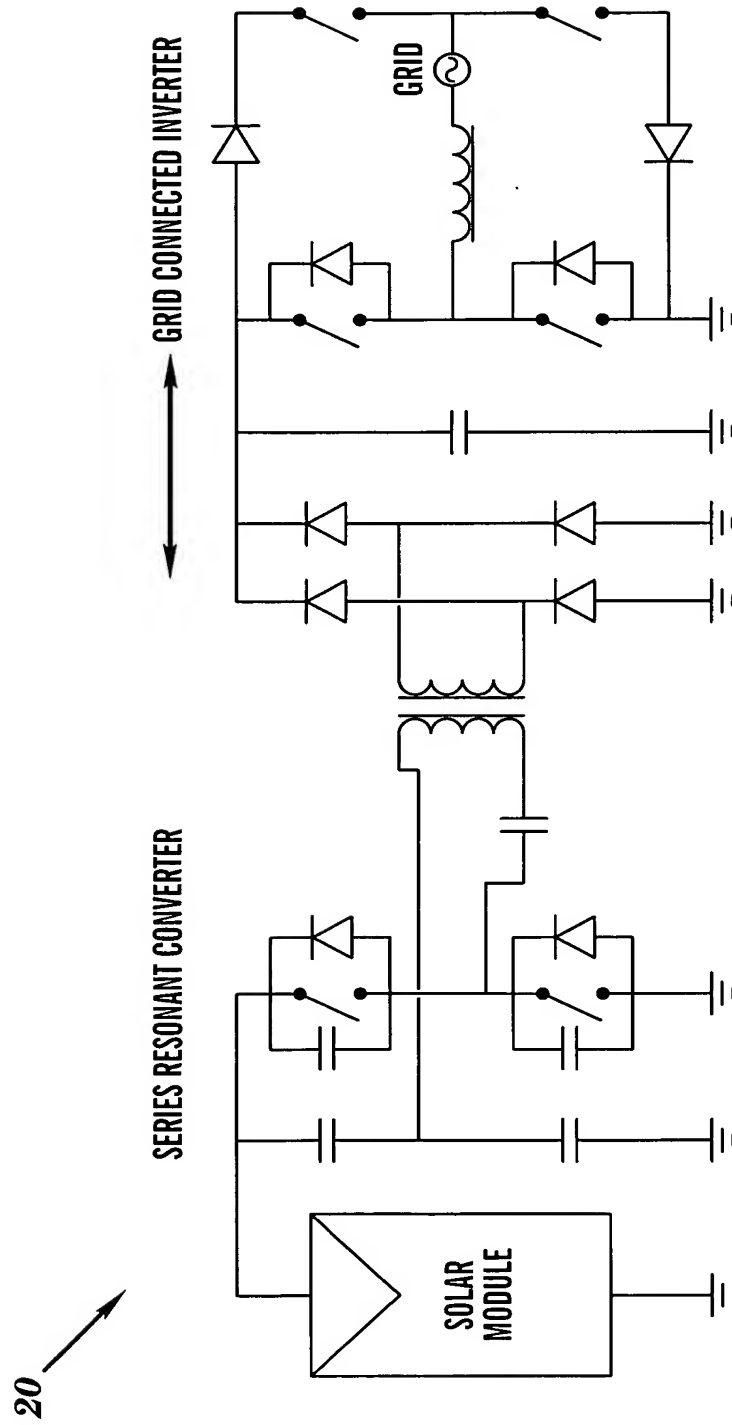 20
SERIES RESONANT CONVERTER
GRID CONNECTED INVERTER
SOLAR
MODULE
GRID